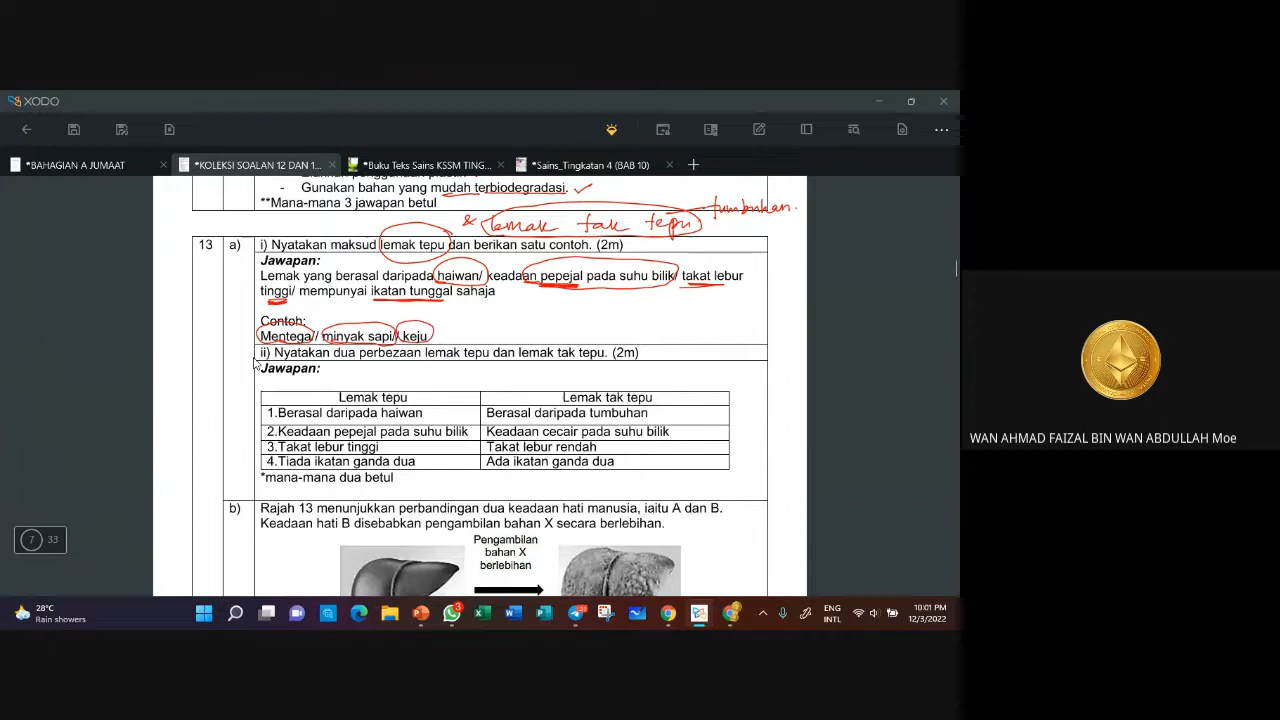 XODO
*BAHAGIAN A JUMAAT
*KOLEKSI SOALAN 12 DAN 1...
*Buku Teks Sains KSSM TING...
*Sains_Tingkatan 4 (BAB 10)
- Gunakan bahan yang mudah terbiodegradasi.
**Mana-mana 3 jawapan betul
& lemak tak tepu - tumbuhan.
13 a) i) Nyatakan maksud lemak tepu dan berikan satu contoh. (2m)
Jawapan:
Lemak yang berasal daripada haiwan/ keadaan pepejal pada suhu bilik/ takat lebur
tinggi/ mempunyai ikatan tunggal sahaja
Contoh:
Mentega// minyak sapi// keju
ii) Nyatakan dua perbezaan lemak tepu dan lemak tak tepu. (2m)
Jawapan:
Lemak tepu Lemak tak tepu
1.Berasal daripada haiwan Berasal daripada tumbuhan
2.Keadaan pepejal pada suhu bilik Keadaan cecair pada suhu bilik
3.Takat lebur tinggi Takat lebur rendah
4.Tiada ikatan ganda dua Ada ikatan ganda dua
*mana-mana dua betul
b) Rajah 13 menunjukkan perbandingan dua keadaan hati manusia, iaitu A dan B.
Keadaan hati B disebabkan pengambilan bahan X secara berlebihan.
Pengambilan
bahan X
berlebihan
7 33
WAN AHMAD FAIZAL BIN WAN ABDULLAH Moe
28°C
Rain showers
3
ENG
INTL
10:01 PM
12/3/2022